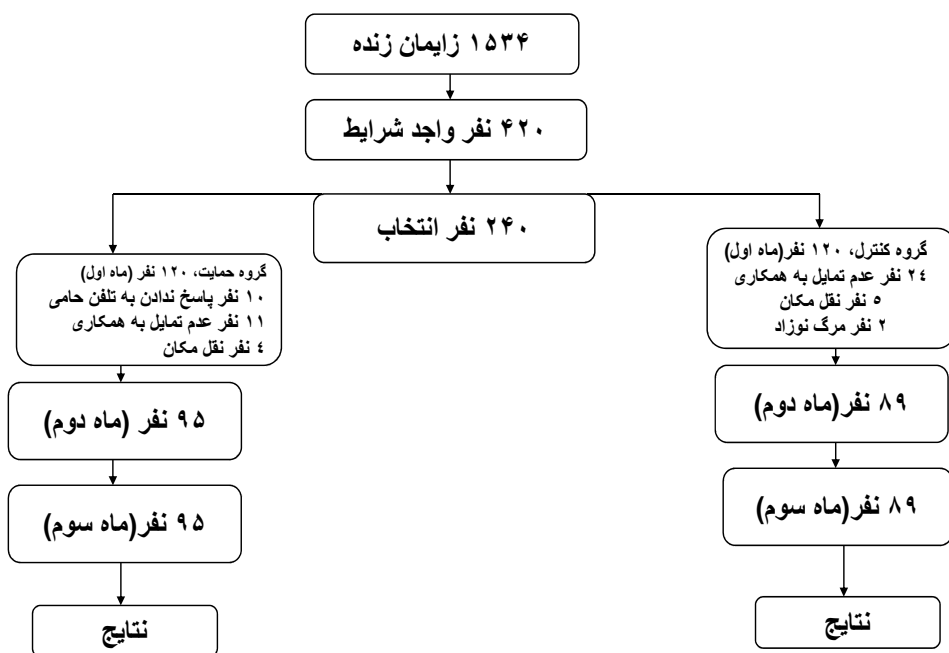 ۱۵۳۴ زایمان زنده
۴۲۰ نفر واجد شرایط
۲۴۰ نفر انتخاب
گروه کنترل، ۱۲۰ نفر(ماه اول)
۲۴ نفر عدم تمایل به همکاری
۵ نفر نقل مکان
۲ نفر مرگ نوزاد
۸۹ نفر(ماه دوم)
۸۹ نفر(ماه سوم)
نتایج
گروه حمایت، ۱۲۰ نفر (ماه اول)
۱۰ نفر پاسخ ندادن به تلفن حامی
۱۱ نفر عدم تمایل به همکاری
٤ نفر نقل مکان
۹۵ نفر (ماه دوم)
۹۵ نفر(ماه سوم)
نتایج